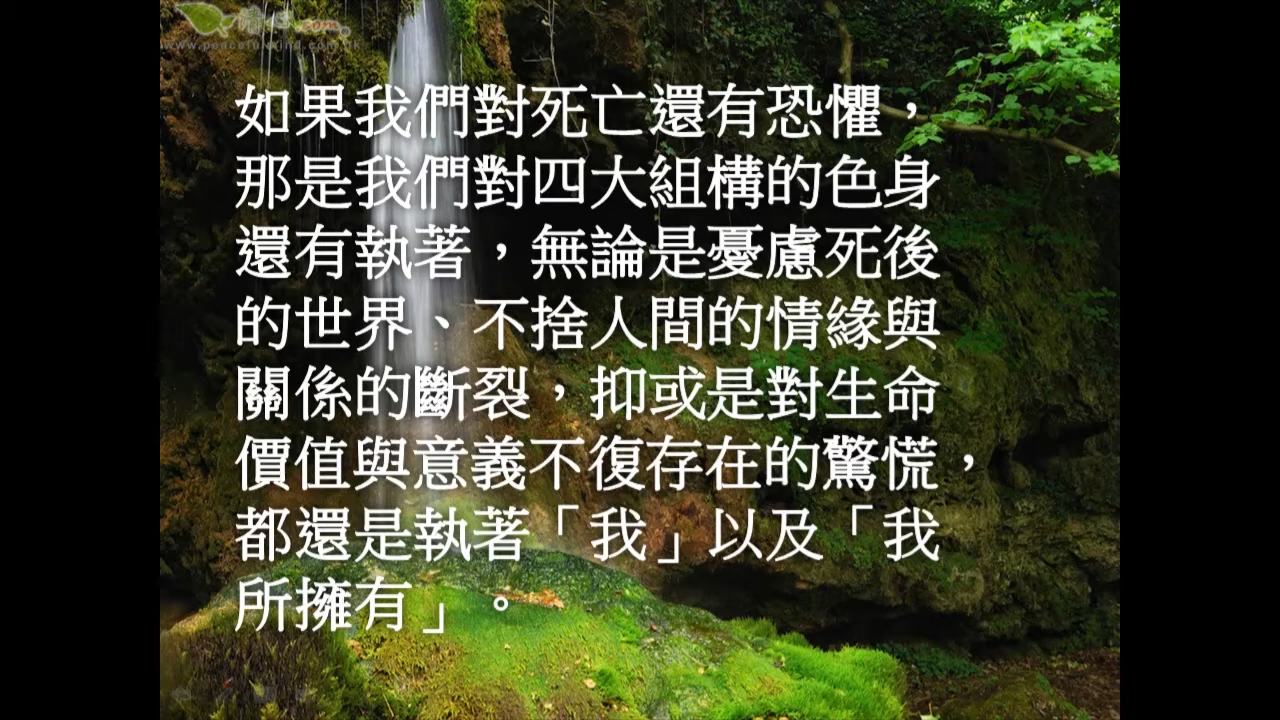 www.peacefulmind.com.hk
如果我們對死亡還有恐懼，
那是我們對四大組構的色身
還有執著，無論是憂慮死後
的世界、不捨人間的情緣與
關係的斷裂，抑或是對生命
價值與意義不復存在的驚慌，
都還是執著「我」以及「我
所擁有」。